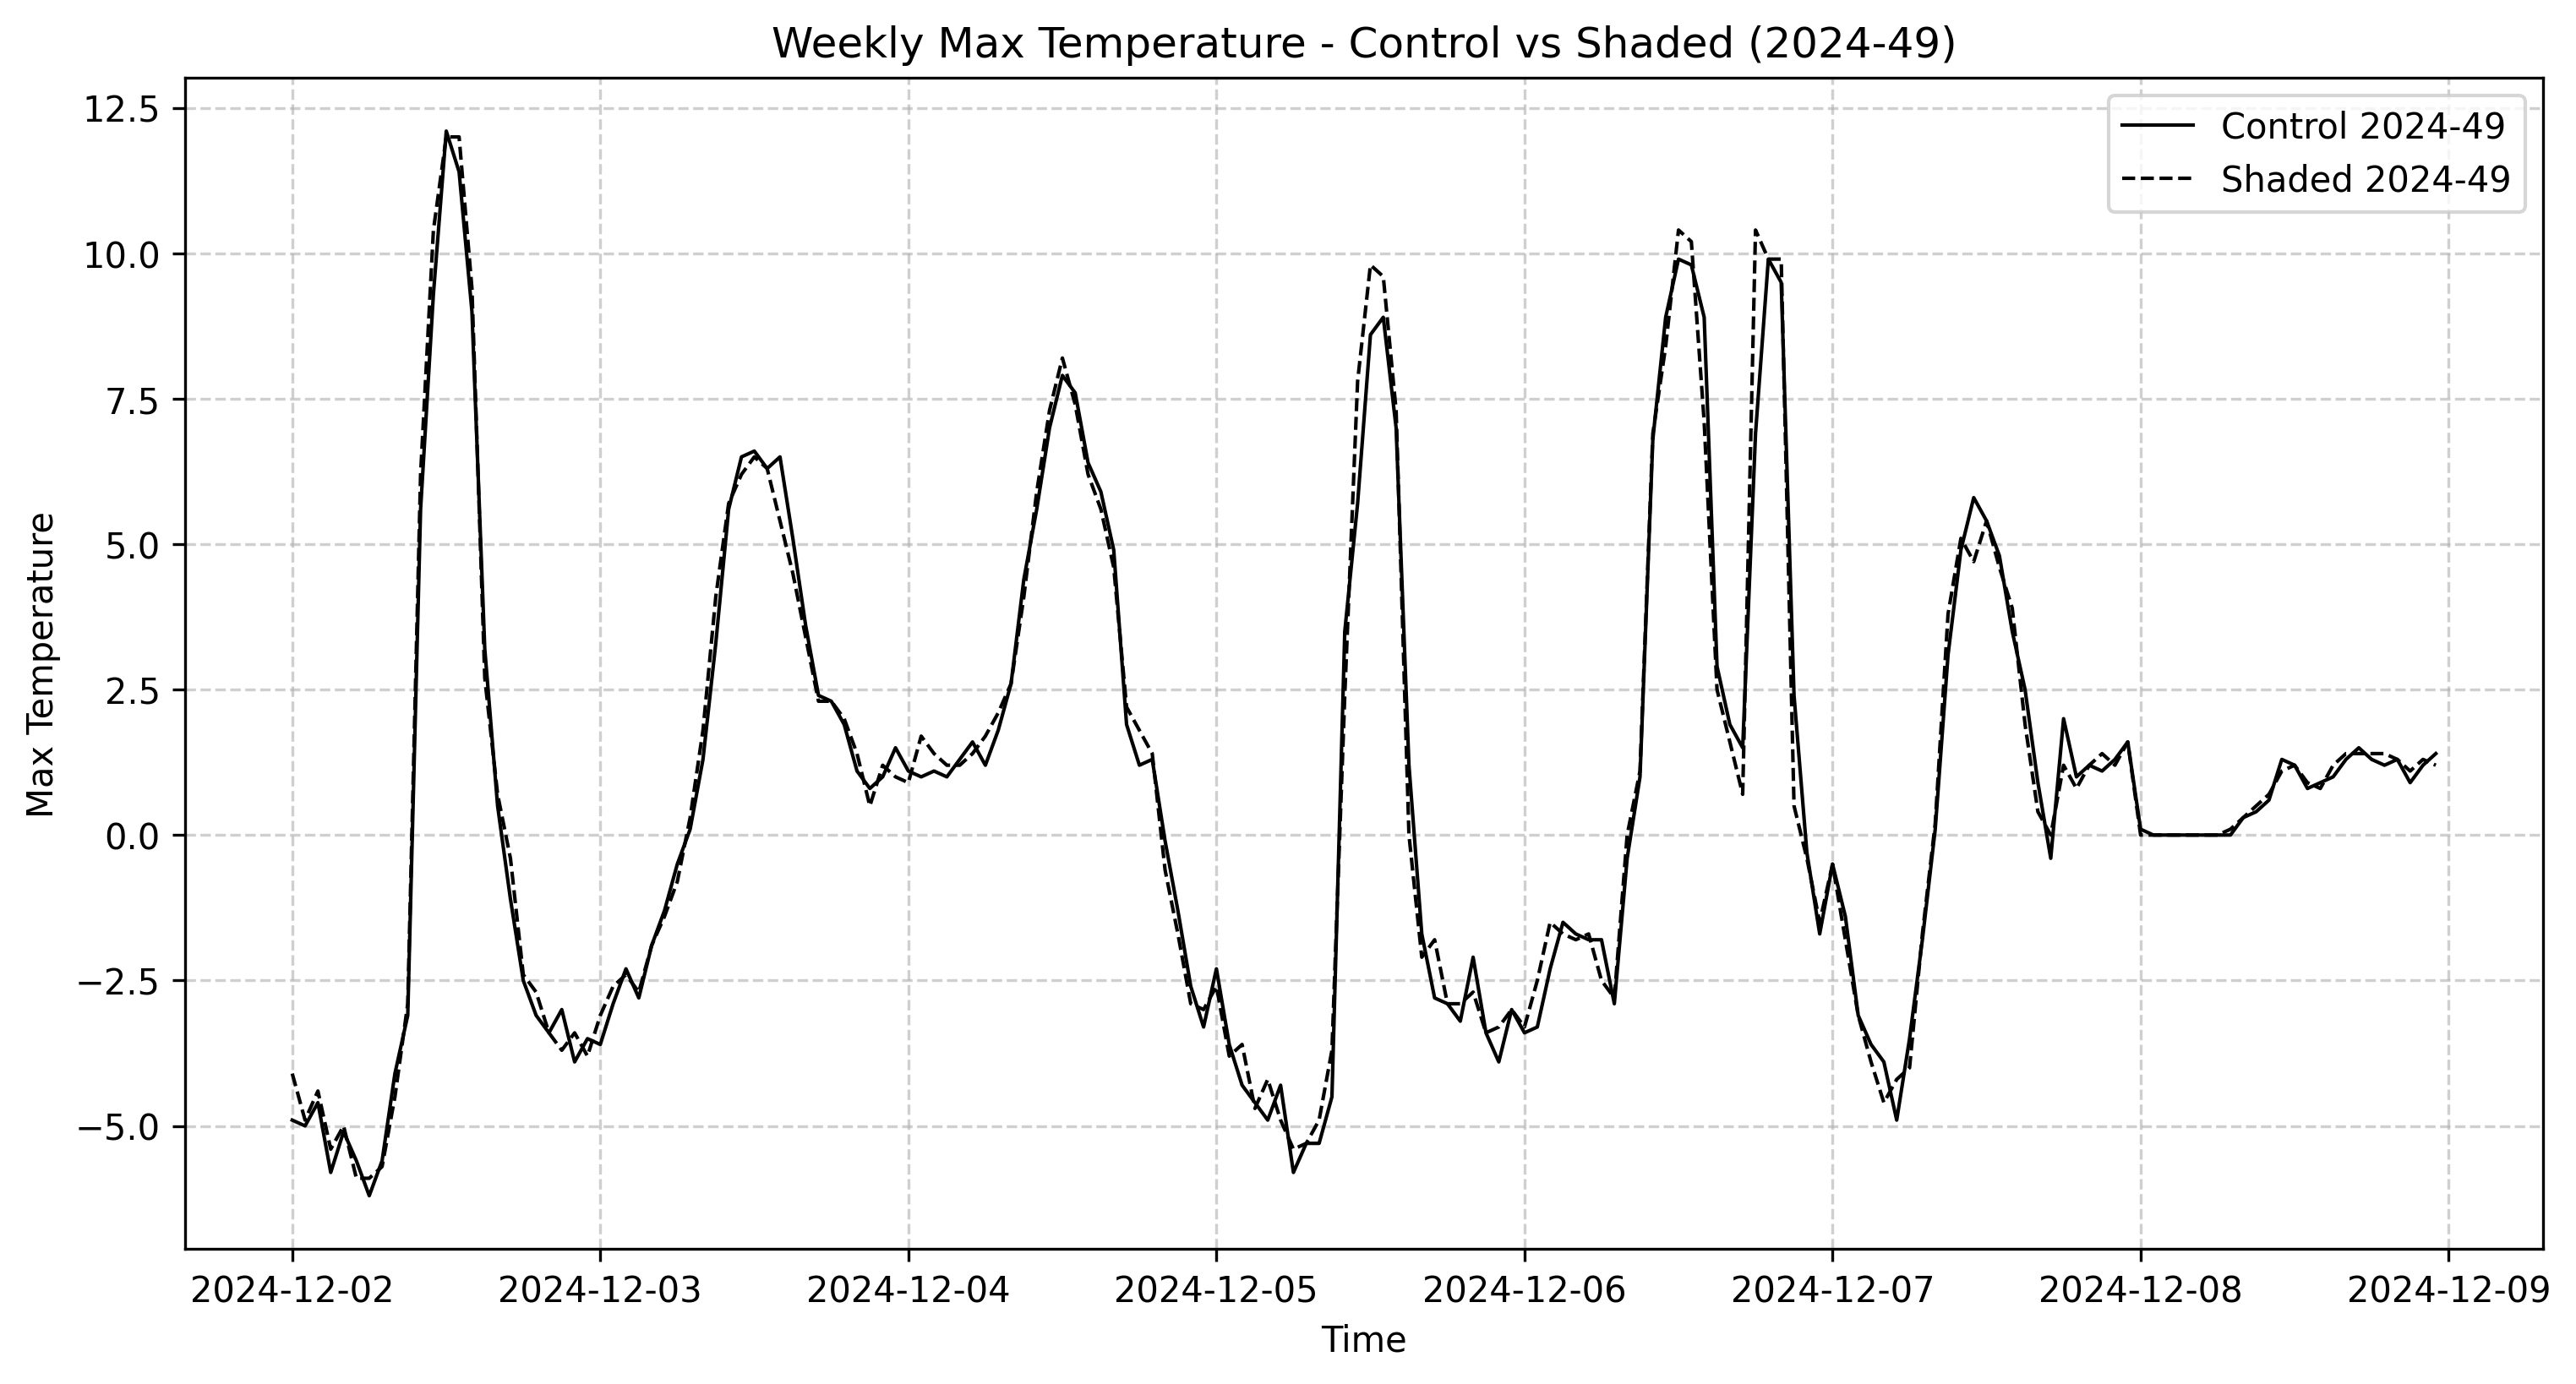 Weekly Max Temperature - Control vs Shaded (2024-49)
Control 2024-49
Shaded 2024-49
Max Temperature
12.5
10.0
7.5
5.0
2.5
0.0
−2.5
−5.0
2024-12-02 2024-12-03 2024-12-04 2024-12-05 2024-12-06 2024-12-07 2024-12-08 2024-12-09
Time